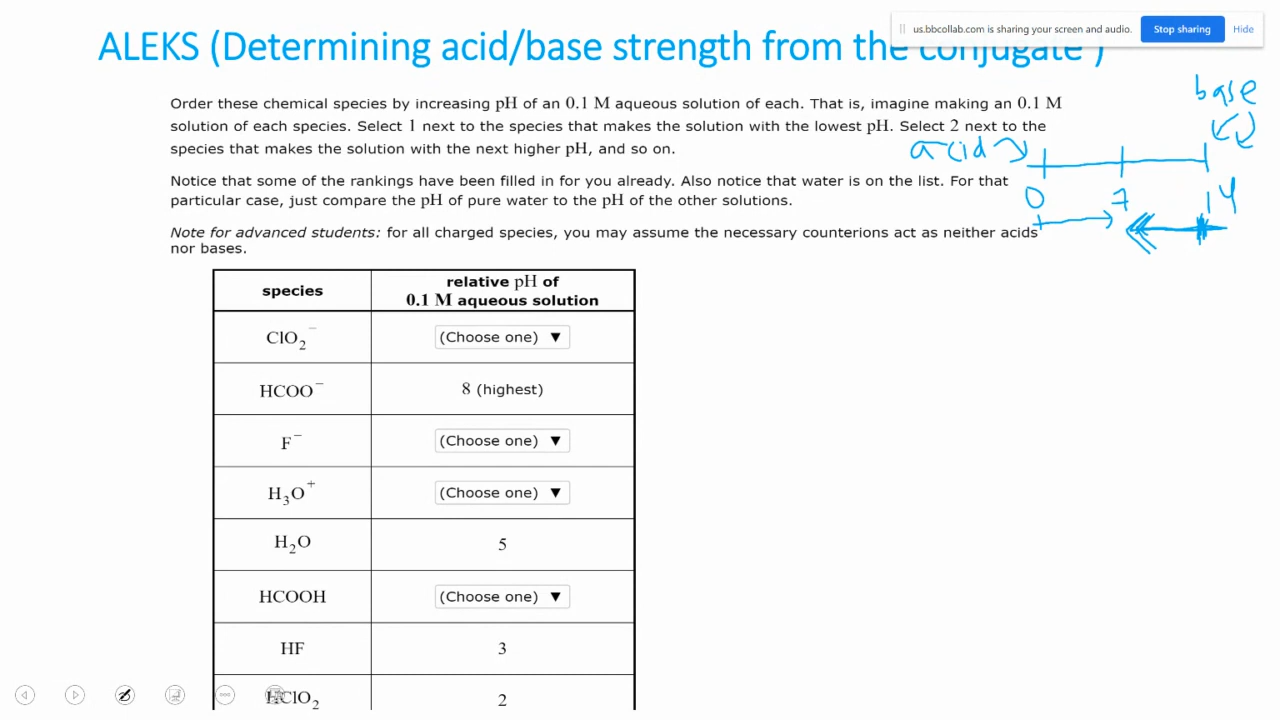 us.bbcollab.com is sharing your screen and audio. Stop sharing Hide
ALEKS (Determining acid/base strength from the conjugate )
base
Order these chemical species by increasing pH of an 0.1 M aqueous solution of each. That is, imagine making an 0.1 M
solution of each species. Select 1 next to the species that makes the solution with the lowest pH. Select 2 next to the
species that makes the solution with the next higher pH, and so on.
acid
Notice that some of the rankings have been filled in for you already. Also notice that water is on the list. For that
particular case, just compare the pH of pure water to the pH of the other solutions.
0 7 14
Note for advanced students: for all charged species, you may assume the necessary counterions act as neither acids
nor bases.
species relative pH of
0.1 M aqueous solution
ClO₂⁻ (Choose one) ▼
HCOO⁻ 8 (highest)
F⁻ (Choose one) ▼
H₃O⁺ (Choose one) ▼
H₂O 5
HCOOH (Choose one) ▼
HF 3
HClO₂ 2